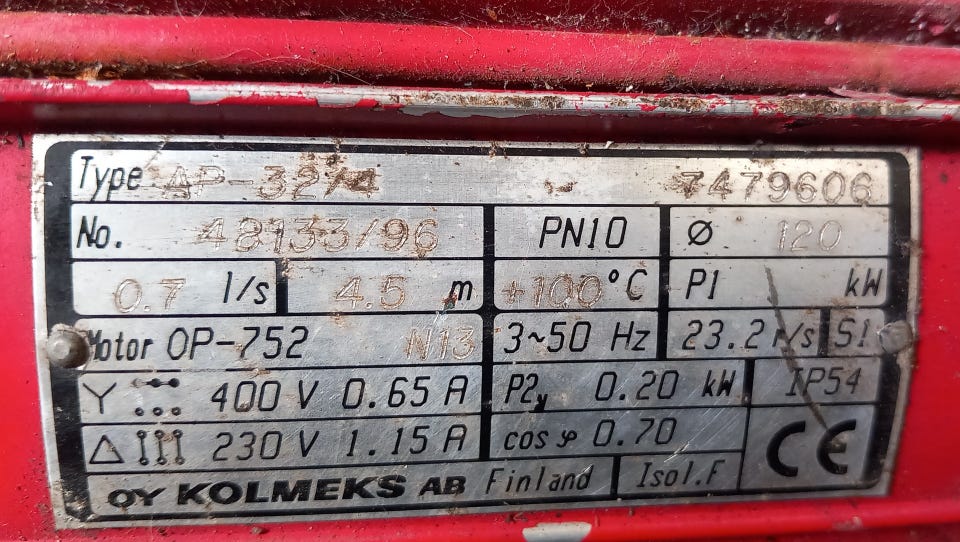 Type AP-32/4 7479606
No. 48133/96 PN10 Ø 120
0.7 l/s 4.5 m +100 °C P1 kW
Motor OP-752 N13 3~50 Hz 23.2 r/s S1
Y 400 V 0.65 A P2 0.20 kW IP54
Δ 230 V 1.15 A cos φ 0.70 CE
OY KOLMEKS AB Finland Isol.F